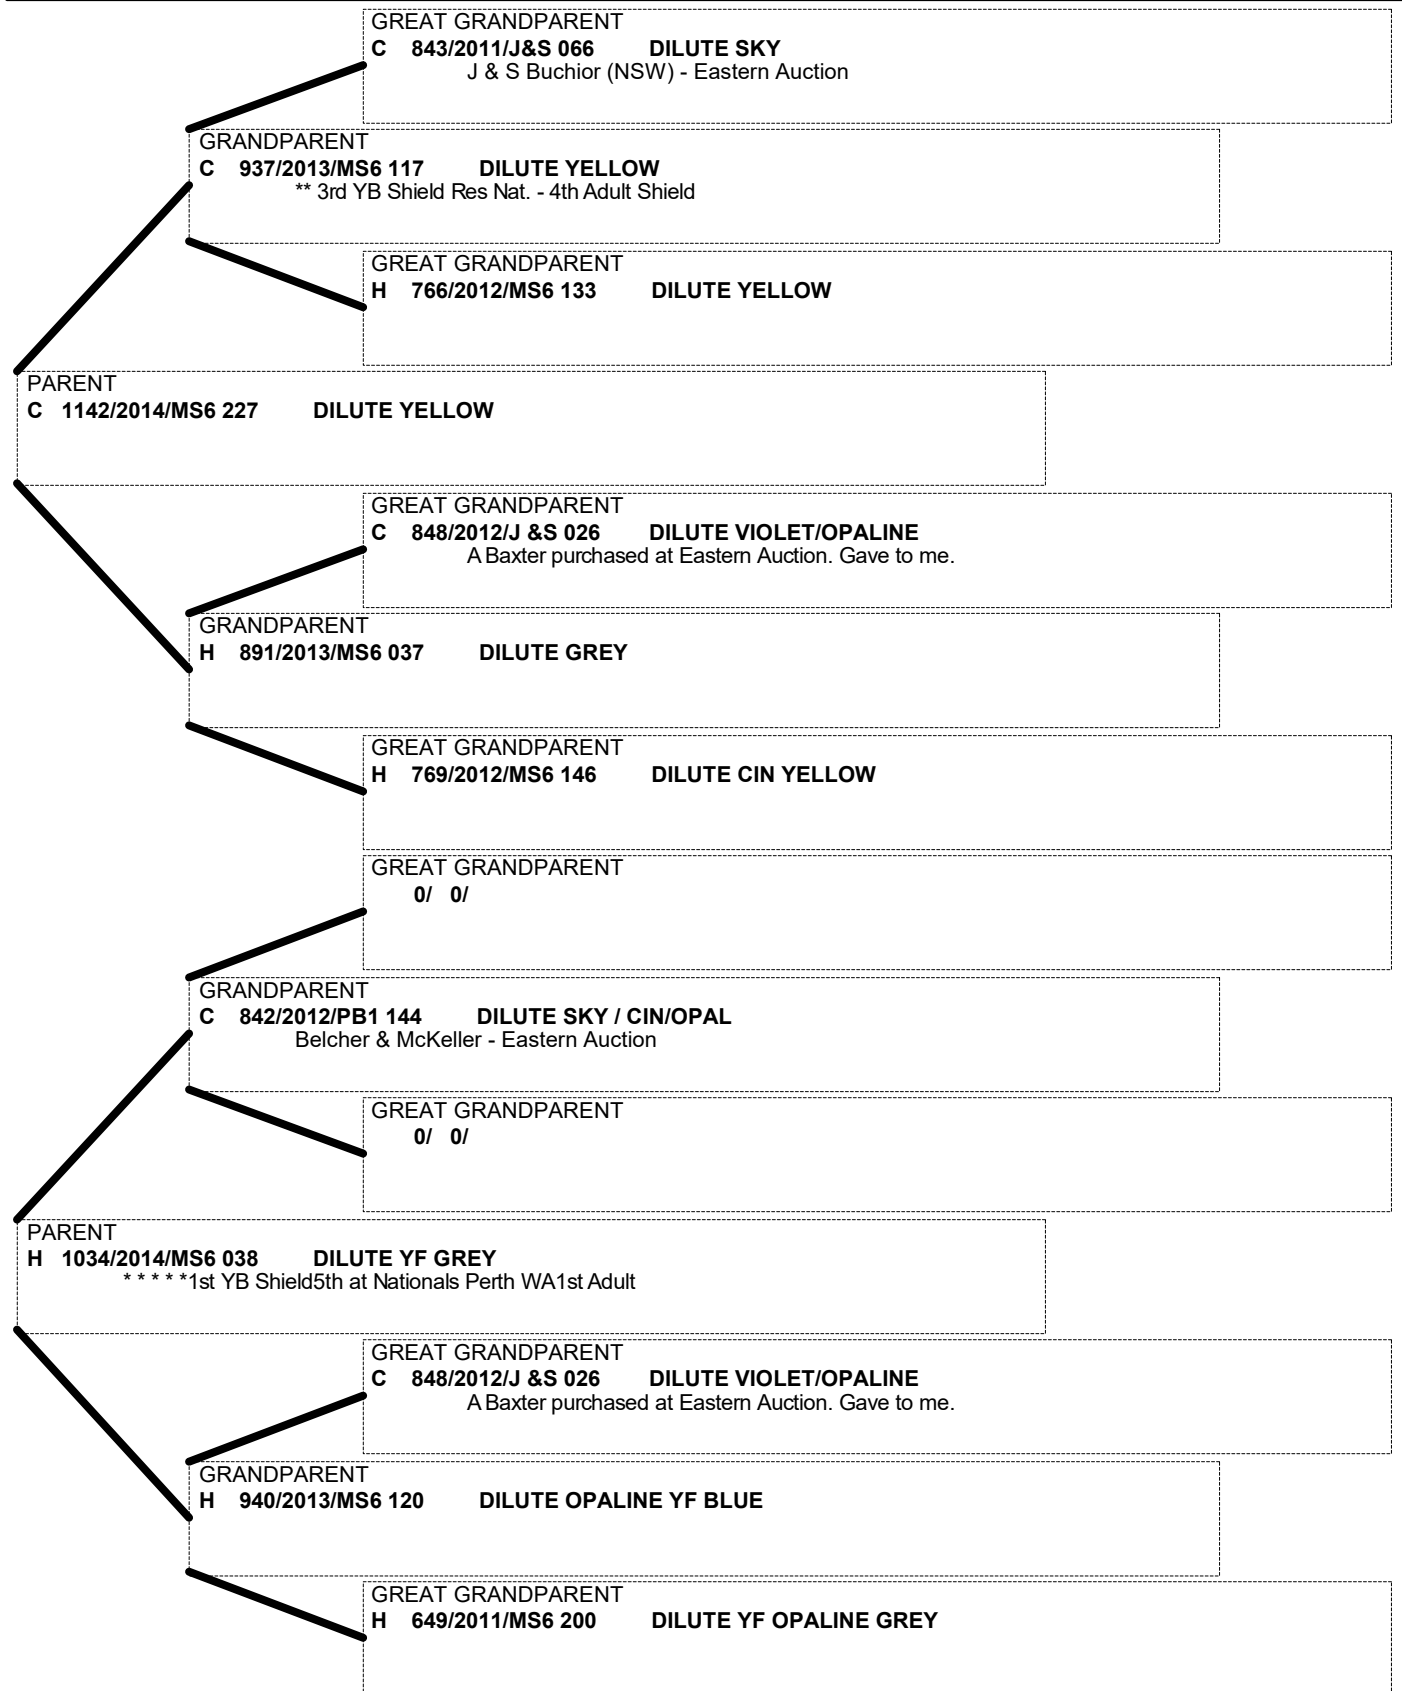 GREAT GRANDPARENT
C 843/2011/J&S 066 DILUTE SKY
J & S Buchior (NSW) - Eastern Auction
GRANDPARENT
C 937/2013/MS6 117 DILUTE YELLOW
** 3rd YB Shield Res Nat. - 4th Adult Shield
GREAT GRANDPARENT
H 766/2012/MS6 133 DILUTE YELLOW
PARENT
C 1142/2014/MS6 227 DILUTE YELLOW
GREAT GRANDPARENT
C 848/2012/J &S 026 DILUTE VIOLET/OPALINE
A Baxter purchased at Eastern Auction. Gave to me.
GRANDPARENT
H 891/2013/MS6 037 DILUTE GREY
GREAT GRANDPARENT
H 769/2012/MS6 146 DILUTE CIN YELLOW
GREAT GRANDPARENT
0/ 0/
GRANDPARENT
C 842/2012/PB1 144 DILUTE SKY / CIN/OPAL
Belcher & McKeller - Eastern Auction
GREAT GRANDPARENT
0/ 0/
PARENT
H 1034/2014/MS6 038 DILUTE YF GREY
* * * * *1st YB Shield5th at Nationals Perth WA1st Adult
GREAT GRANDPARENT
C 848/2012/J &S 026 DILUTE VIOLET/OPALINE
A Baxter purchased at Eastern Auction. Gave to me.
GRANDPARENT
H 940/2013/MS6 120 DILUTE OPALINE YF BLUE
GREAT GRANDPARENT
H 649/2011/MS6 200 DILUTE YF OPALINE GREY